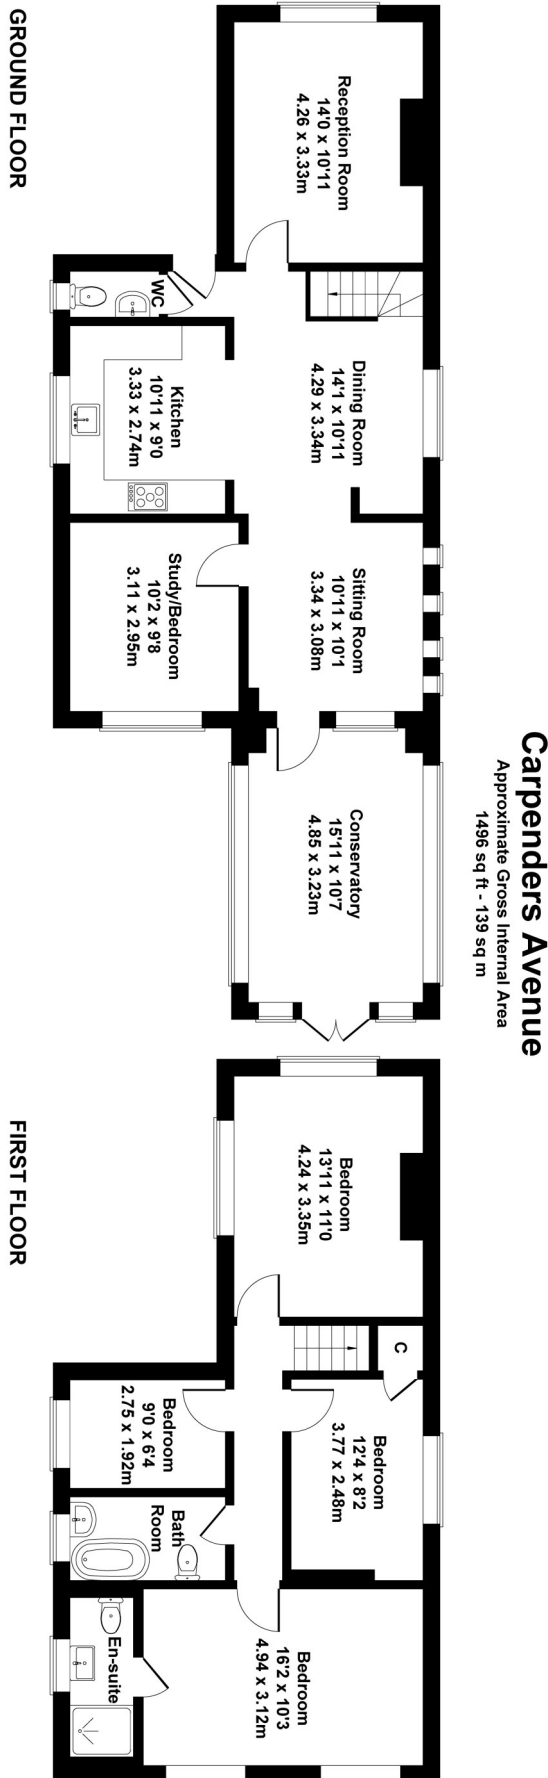 Carpenders Avenue
Approximate Gross Internal Area
1496 sq ft - 139 sq m
Reception Room
14'0 x 10'11
4.26 x 3.33m
WC
Dining Room
14'1 x 10'11
4.29 x 3.34m
Kitchen
10'11 x 9'0
3.33 x 2.74m
Sitting Room
10'11 x 10'1
3.34 x 3.08m
Study/Bedroom
10'2 x 9'8
3.11 x 2.95m
Conservatory
15'11 x 10'7
4.85 x 3.23m
GROUND FLOOR
Bedroom
13'11 x 11'0
4.24 x 3.35m
C
Bedroom
12'4 x 8'2
3.77 x 2.48m
Bedroom
9'0 x 6'4
2.75 x 1.92m
Bath
Room
Bedroom
16'2 x 10'3
4.94 x 3.12m
En-suite
FIRST FLOOR